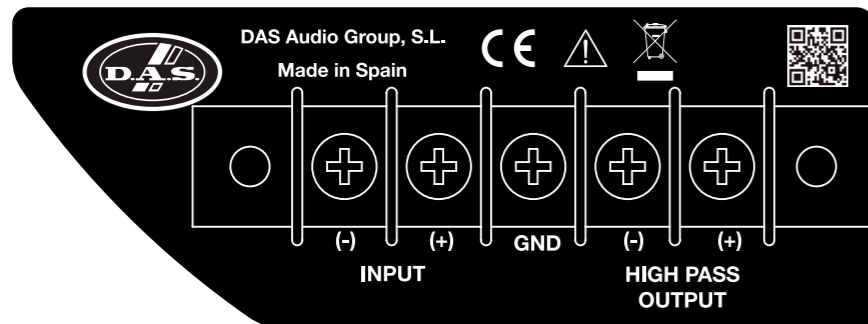 D.A.S.
DAS Audio Group, S.L.
Made in Spain
CE
(-) (+) GND (-) (+)
INPUT
HIGH PASS
OUTPUT